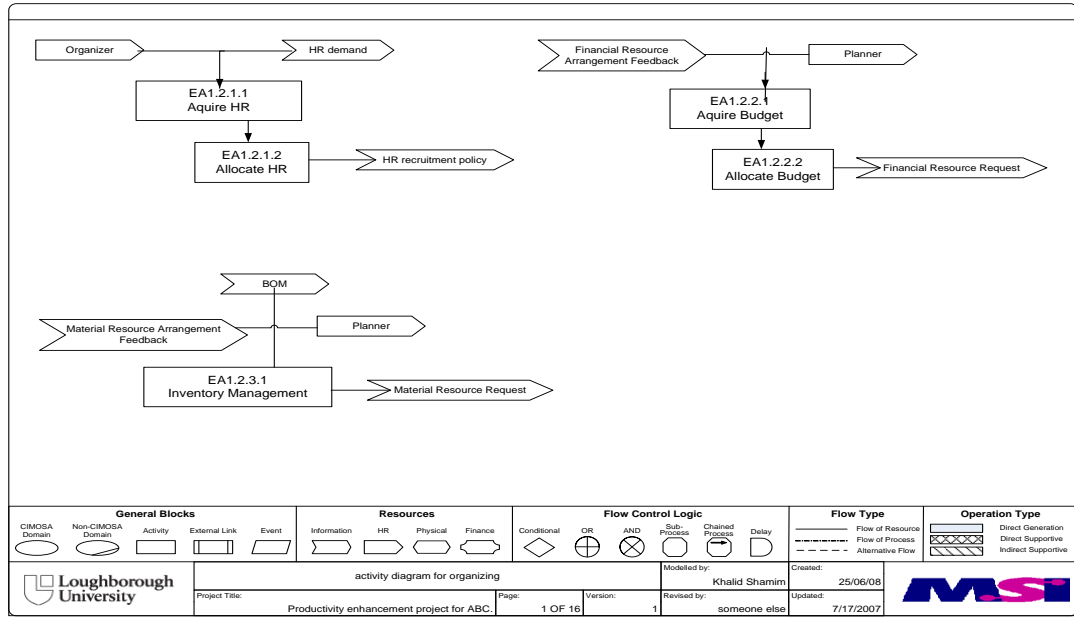 Organizer
HR demand
EA1.2.1.1
Aquire HR
EA1.2.1.2
Allocate HR
HR recruitment policy
Financial Resource
Arrangement Feedback
Planner
EA1.2.2.1
Aquire Budget
EA1.2.2.2
Allocate Budget
Financial Resource Request
BOM
Material Resource Arrangement
Feedback
Planner
EA1.2.3.1
Inventory Management
Material Resource Request
General Blocks
CIMOSA
Domain
Non-CIMOSA
Domain
Activity
External Link
Event
Resources
Information
HR
Physical
Finance
Flow Control Logic
Conditional
OR
AND
Sub-
Process
Chained
Process
Delay
Flow Type
Flow of Resource
Flow of Process
Alternative Flow
Operation Type
Direct Generation
Direct Supportive
Indirect Supportive
Loughborough
University
activity diagram for organizing
Modelled by:
Khalid Shamim
Created:
25/06/08
Project Title:
Productivity enhancement project for ABC.
Page:
1 OF 16
Version:
1
Revised by:
someone else
Updated:
7/17/2007
MSi